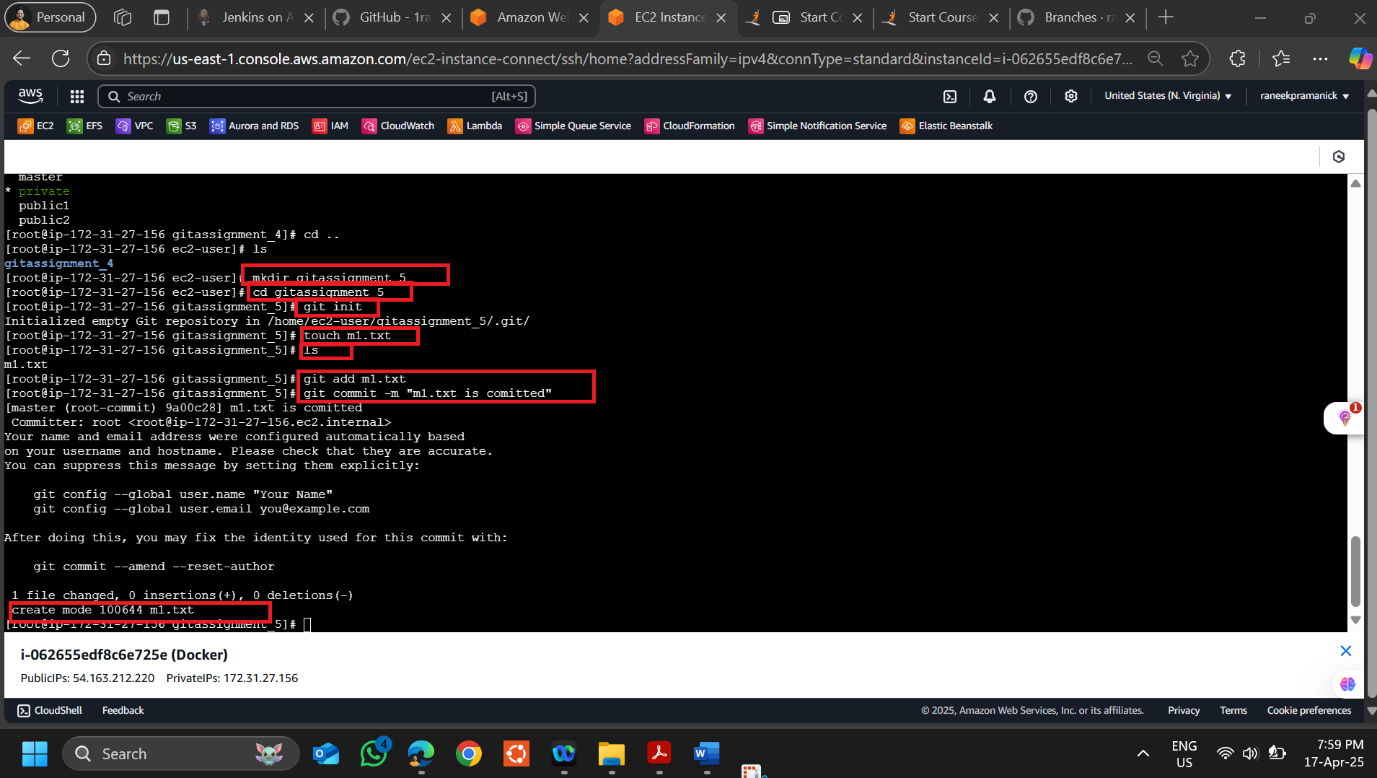 Personal
Jenkins on A
GitHub - 1ra
Amazon We
EC2 Instance
Start Co
Start Course
Branches · ra
https://us-east-1.console.aws.amazon.com/ec2-instance-connect/ssh/home?addressFamily=ipv4&connType=standard&instanceId=i-062655edf8c6e7...
aws
Search
[Alt+S]
United States (N. Virginia)
raneekpramanick
EC2
EFS
VPC
S3
Aurora and RDS
IAM
CloudWatch
Lambda
Simple Queue Service
CloudFormation
Simple Notification Service
Elastic Beanstalk
master
* private
public1
public2
[root@ip-172-31-27-156 gitassignment_4]# cd ..
[root@ip-172-31-27-156 ec2-user]# ls
gitassignment_4
[root@ip-172-31-27-156 ec2-user]# mkdir gitassignment_5
[root@ip-172-31-27-156 ec2-user]# cd gitassignment_5
[root@ip-172-31-27-156 gitassignment_5]# git init
Initialized empty Git repository in /home/ec2-user/gitassignment_5/.git/
[root@ip-172-31-27-156 gitassignment_5]# touch m1.txt
[root@ip-172-31-27-156 gitassignment_5]# ls
m1.txt
[root@ip-172-31-27-156 gitassignment_5]# git add m1.txt
[root@ip-172-31-27-156 gitassignment_5]# git commit -m "m1.txt is comitted"
[master (root-commit) 9a00c28] m1.txt is comitted
Committer: root <root@ip-172-31-27-156.ec2.internal>
Your name and email address were configured automatically based
on your username and hostname. Please check that they are accurate.
You can suppress this message by setting them explicitly:
git config --global user.name "Your Name"
git config --global user.email you@example.com
After doing this, you may fix the identity used for this commit with:
git commit --amend --reset-author
1 file changed, 0 insertions(+), 0 deletions(-)
create mode 100644 m1.txt
[root@ip-172-31-27-156 gitassignment_5]#
1
i-062655edf8c6e725e (Docker)
PublicIPs: 54.163.212.220 PrivateIPs: 172.31.27.156
CloudShell
Feedback
© 2025, Amazon Web Services, Inc. or its affiliates.
Privacy
Terms
Cookie preferences
Search
4
ENG
US
7:59 PM
17-Apr-25